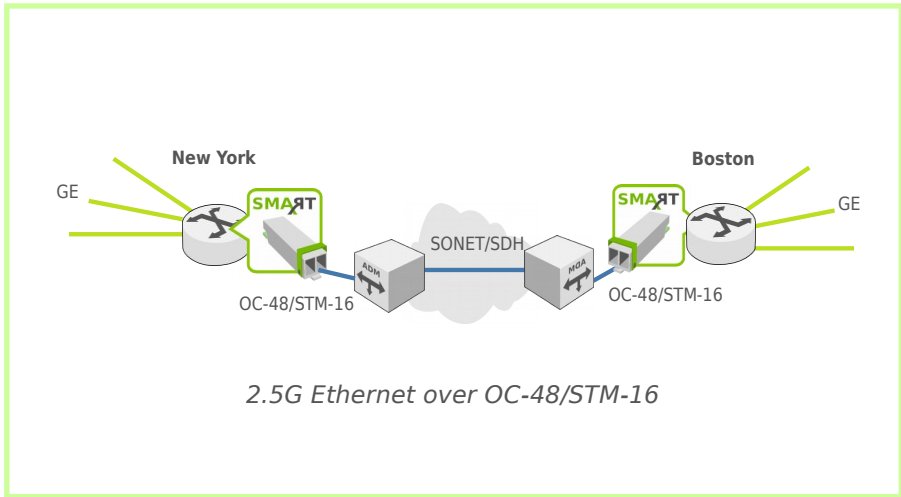 New York
Boston
GE
GE
SMART
SMART
SONET/SDH
ADM
ADM
OC-48/STM-16
OC-48/STM-16
2.5G Ethernet over OC-48/STM-16